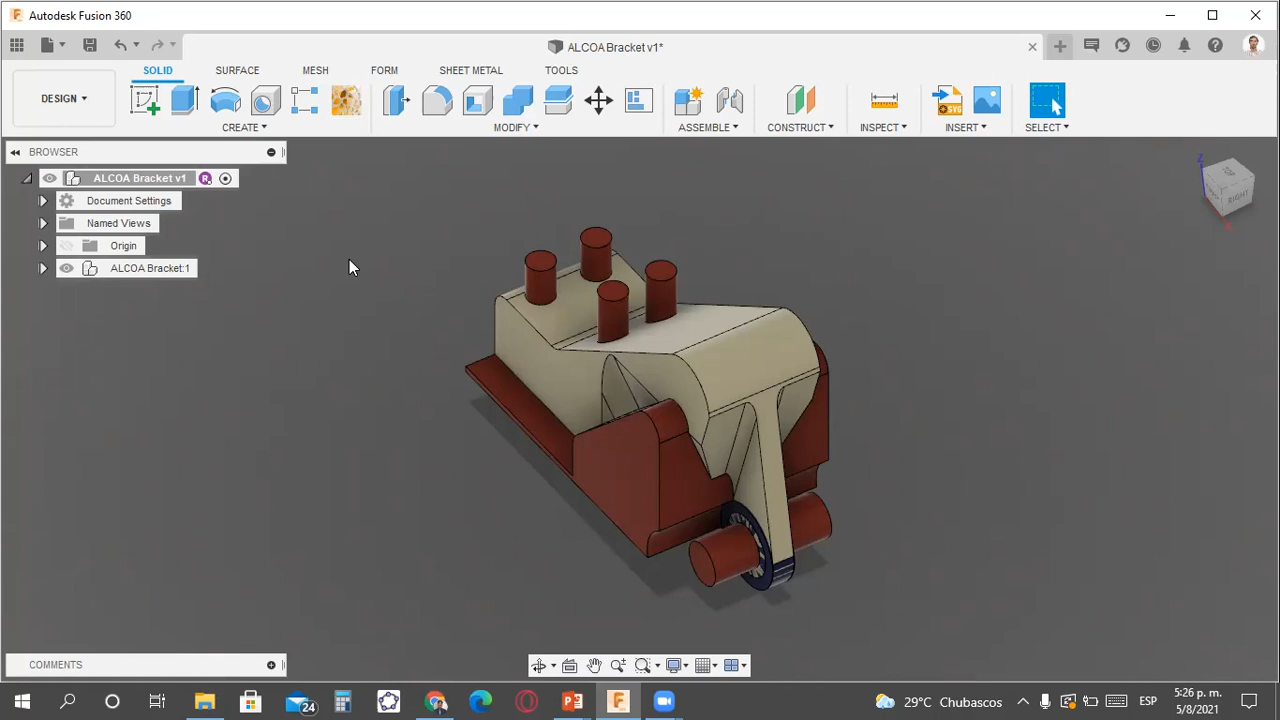 Autodesk Fusion 360
ALCOA Bracket v1*
SOLID SURFACE MESH FORM SHEET METAL TOOLS
DESIGN
CREATE MODIFY ASSEMBLE CONSTRUCT INSPECT INSERT SELECT
BROWSER
ALCOA Bracket v1
Document Settings
Named Views
Origin
ALCOA Bracket:1
Z
RIGHT
COMMENTS
24
29°C Chubascos
ESP
5:26 p. m.
5/8/2021